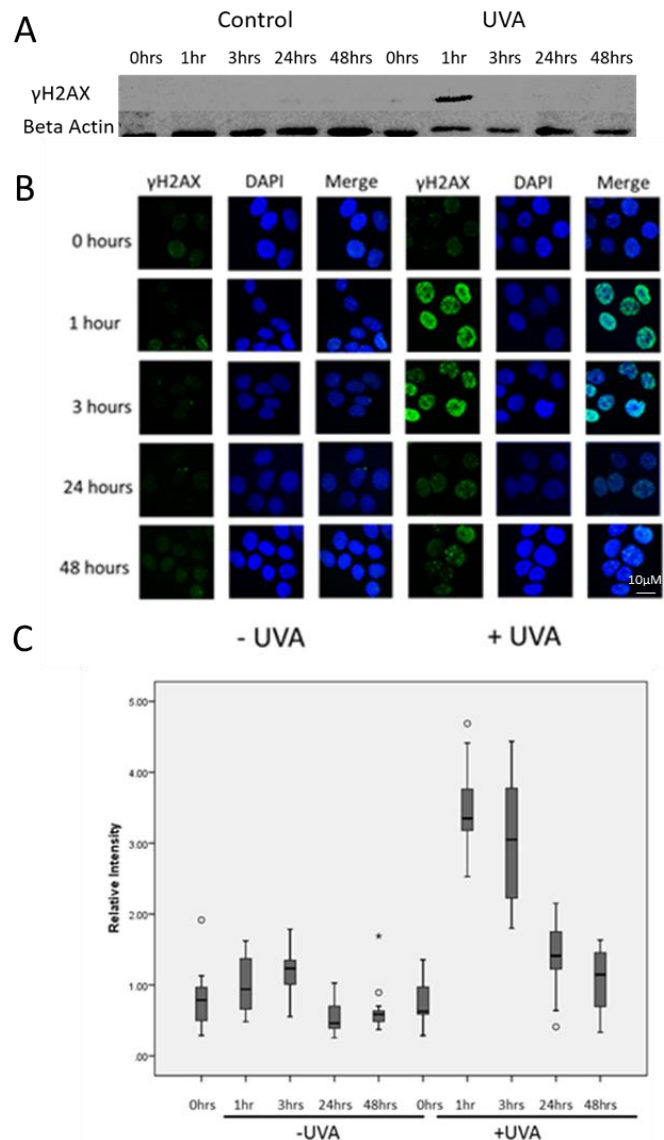 A
Control UVA
0hrs 1hr 3hrs 24hrs 48hrs 0hrs 1hr 3hrs 24hrs 48hrs
γH2AX
Beta Actin
B
γH2AX DAPI Merge γH2AX DAPI Merge
0 hours
1 hour
3 hours
24 hours
48 hours
10µM
- UVA + UVA
C
5.00
4.00
3.00
2.00
1.00
.00
Relative Intensity
0hrs 1hr 3hrs 24hrs 48hrs 0hrs 1hr 3hrs 24hrs 48hrs
-UVA +UVA